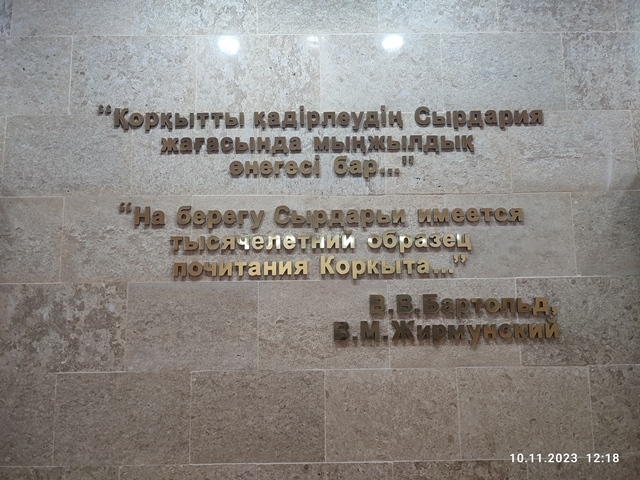 “Қорқытты қадірлеудің Сырдария
жағасында мыңжылдық
өнегесі бар...”
“На берегу Сырдарьи имеется
тысячелетний образец
почитания Коркыта...”
В.В.Бартольд,
В.М.Жирмунский
10.11.2023 12:18